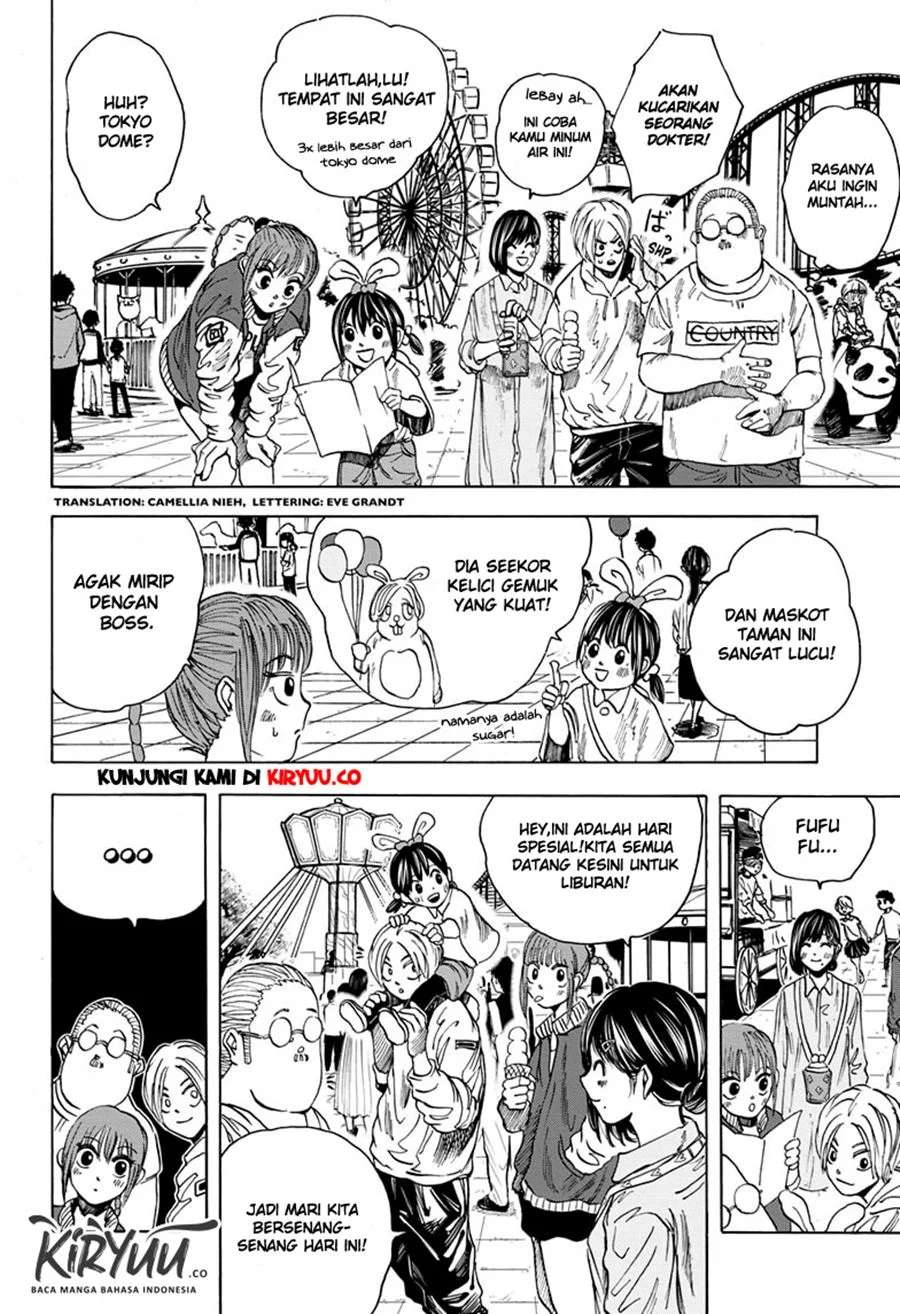 AKAN
KUCARIKAN
SEORANG
DOKTER!
RASANYA
AKU INGIN
MUNTAH...
lebay ah..
INI COBA
KAMU MINUM
AIR INI!
ばっ
SHP
COUNTRY
LIHATLAH,LU!
TEMPAT INI SANGAT
BESAR!
3x lebih besar dari
tokyo dome
HUH?
TOKYO
DOME?
TRANSLATION: CAMELLIA NIEH, LETTERING: EVE GRANDT
DAN MASKOT
TAMAN INI
SANGAT LUCU!
DIA SEEKOR
KELICI GEMUK
YANG KUAT!
namanya adalah
sugar!
AGAK MIRIP
DENGAN
BOSS.
KUNJUNGI KAMI DI KIRYUU.CO
FUFU
FU...
HEY,INI ADALAH HARI
SPESIAL!KITA SEMUA
DATANG KESINI UNTUK
LIBURAN!
JADI MARI KITA
BERSENANG-
SENANG HARI INI!
...
KIRYUU.CO
BACA MANGA BAHASA INDONESIA